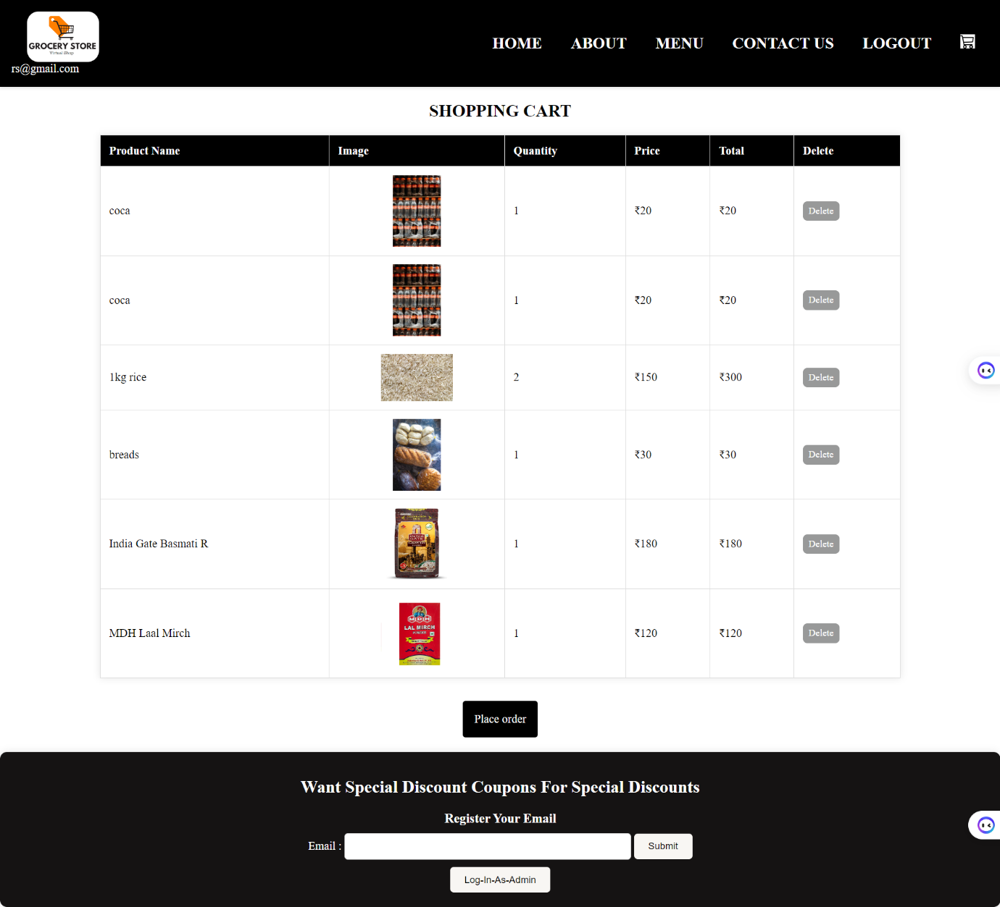 GROCERY STORE
Virtual Shop
rs@gmail.com
HOME ABOUT MENU CONTACT US LOGOUT
SHOPPING CART
Product Name Image Quantity Price Total Delete
coca 1 ₹20 ₹20 Delete
coca 1 ₹20 ₹20 Delete
1kg rice 2 ₹150 ₹300 Delete
breads 1 ₹30 ₹30 Delete
India Gate Basmati R 1 ₹180 ₹180 Delete
MDH
LAL MIRCH
MDH Laal Mirch 1 ₹120 ₹120 Delete
Place order
Want Special Discount Coupons For Special Discounts
Register Your Email
Email : Submit
Log-In-As-Admin